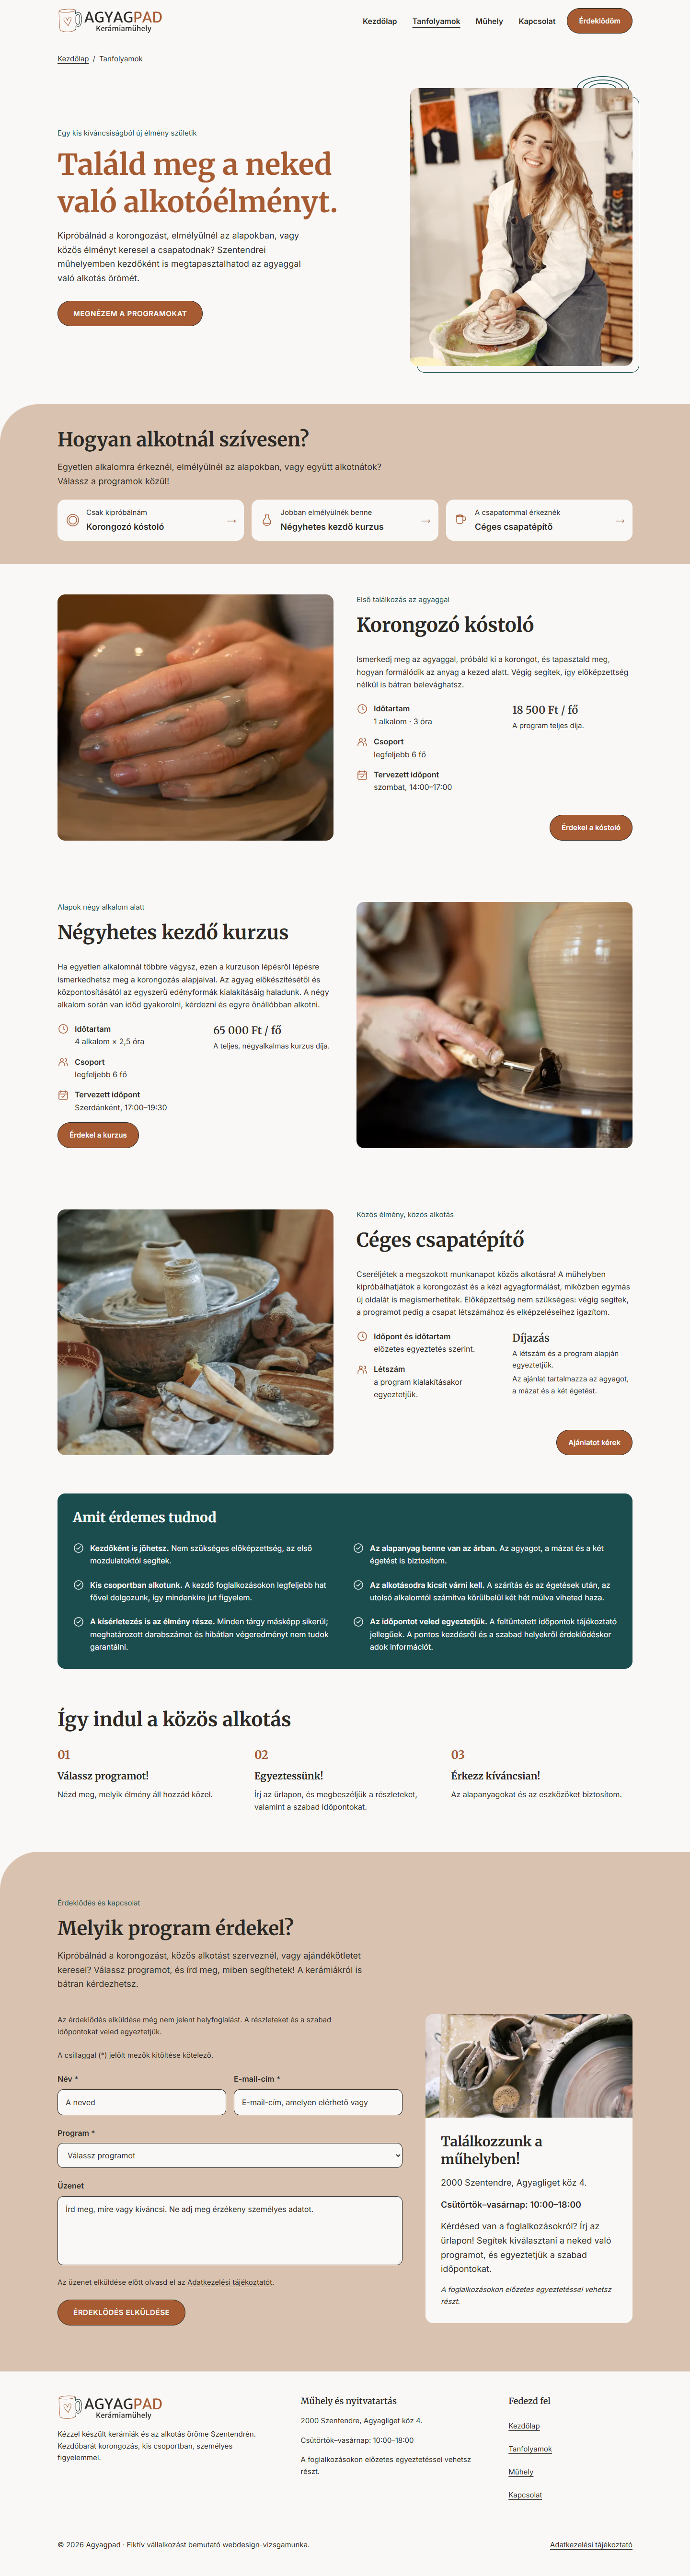 AGYAGPAD
Kerámiaműhely
Kezdőlap Tanfolyamok Műhely Kapcsolat Érdeklődöm
Kezdőlap / Tanfolyamok
Egy kis kíváncsiságból új élmény születik
Találd meg a neked
való alkotóélményt.
Kipróbálnád a korongozást, elmélyülnél az alapokban, vagy
közös élményt keresel a csapatodnak? Szentendrei
műhelyemben kezdőként is megtapasztalhatod az agyaggal
való alkotás örömét.
MEGNÉZEM A PROGRAMOKAT
Hogyan alkotnál szívesen?
Egyetlen alkalomra érkeznél, elmélyülnél az alapokban, vagy együtt alkotnátok?
Válassz a programok közül!
Csak kipróbálnám
Korongozó kóstoló →
Jobban elmélyülnék benne
Négyhetes kezdő kurzus →
A csapatommal érkeznék
Céges csapatépítő →
Első találkozás az agyaggal
Korongozó kóstoló
Ismerkedj meg az agyaggal, próbáld ki a korongot, és tapasztald meg,
hogyan formálódik az anyag a kezed alatt. Végig segítek, így előképzettség
nélkül is bátran belevághatsz.
Időtartam
1 alkalom · 3 óra
Csoport
legfeljebb 6 fő
Tervezett időpont
szombat, 14:00–17:00
18 500 Ft / fő
A program teljes díja.
Érdekel a kóstoló
Alapok négy alkalom alatt
Négyhetes kezdő kurzus
Ha egyetlen alkalomnál többre vágysz, ezen a kurzuson lépésről lépésre
ismerkedhetsz meg a korongozás alapjaival. Az agyag előkészítésétől és
központosításától az egyszerű edényformák kialakításáig haladunk. A négy
alkalom során van időd gyakorolni, kérdezni és egyre önállóbban alkotni.
Időtartam
4 alkalom × 2,5 óra
Csoport
legfeljebb 6 fő
Tervezett időpont
Szerdánként, 17:00–19:30
65 000 Ft / fő
A teljes, négyalkalmas kurzus díja.
Érdekel a kurzus
Közös élmény, közös alkotás
Céges csapatépítő
Cseréljétek a megszokott munkanapot közös alkotásra! A műhelyben
kipróbálhatjátok a korongozást és a kézi agyagformálást, miközben egymás
új oldalát is megismerhetitek. Előképzettség nem szükséges: végig segítek,
a programot pedig a csapat létszámához és elképzeléseihez igazítom.
Időpont és időtartam
előzetes egyeztetés szerint.
Létszám
a program kialakításakor
egyeztetjük.
Díjazás
A létszám és a program alapján
egyeztetjük.
Az ajánlat tartalmazza az agyagot,
a mázat és a két égetést.
Ajánlatot kérek
Amit érdemes tudnod
Kezdőként is jöhetsz. Nem szükséges előképzettség, az első
mozdulatoktól segítek.
Kis csoportban alkotunk. A kezdő foglalkozásokon legfeljebb hat
fővel dolgozunk, így mindenkire jut figyelem.
A kísérletezés is az élmény része. Minden tárgy másképp sikerül;
meghatározott darabszámot és hibátlan végeredményt nem tudok
garantálni.
Az alapanyag benne van az árban. Az agyagot, a mázat és a két
égetést is biztosítom.
Az alkotásodra kicsit várni kell. A szárítás és az égetések után, az
utolsó alkalomtól számítva körülbelül két hét múlva viheted haza.
Az időpontot veled egyeztetjük. A feltüntetett időpontok tájékoztató
jellegűek. A pontos kezdésről és a szabad helyekről érdeklődéskor
adok információt.
Így indul a közös alkotás
01
Válassz programot!
Nézd meg, melyik élmény áll hozzád közel.
02
Egyeztessünk!
Írj az űrlapon, és megbeszéljük a részleteket,
valamint a szabad időpontokat.
03
Érkezz kíváncsian!
Az alapanyagokat és az eszközöket biztosítom.
Érdeklődés és kapcsolat
Melyik program érdekel?
Kipróbálnád a korongozást, közös alkotást szerveznél, vagy ajándékötletet
keresel? Válassz programot, és írd meg, miben segíthetek! A kerámiákról is
bátran kérdezhetsz.
Az érdeklődés elküldése még nem jelent helyfoglalást. A részleteket és a szabad
időpontokat veled egyeztetjük.
A csillaggal (*) jelölt mezők kitöltése kötelező.
Név * E-mail-cím *
A neved E-mail-cím, amelyen elérhető vagy
Program *
Válassz programot
Üzenet
Írd meg, mire vagy kíváncsi. Ne adj meg érzékeny személyes adatot.
Az üzenet elküldése előtt olvasd el az Adatkezelési tájékoztatót.
ÉRDEKLŐDÉS ELKÜLDÉSE
Találkozzunk a
műhelyben!
2000 Szentendre, Agyagliget köz 4.
Csütörtök–vasárnap: 10:00–18:00
Kérdésed van a foglalkozásokról? Írj az
űrlapon! Segítek kiválasztani a neked való
programot, és egyeztetjük a szabad
időpontokat.
A foglalkozásokon előzetes egyeztetéssel vehetsz
részt.
AGYAGPAD
Kerámiaműhely
Kézzel készült kerámiák és az alkotás öröme Szentendrén.
Kezdőbarát korongozás, kis csoportban, személyes
figyelemmel.
Műhely és nyitvatartás
2000 Szentendre, Agyagliget köz 4.
Csütörtök–vasárnap: 10:00–18:00
A foglalkozásokon előzetes egyeztetéssel vehetsz
részt.
Fedezd fel
Kezdőlap
Tanfolyamok
Műhely
Kapcsolat
© 2026 Agyagpad · Fiktív vállalkozást bemutató webdesign-vizsgamunka.
Adatkezelési tájékoztató